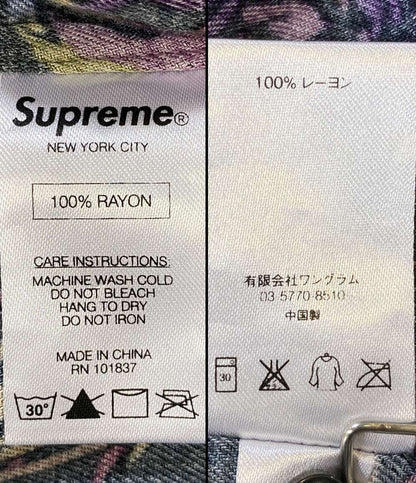 Supreme®
NEW YORK CITY
100% RAYON
CARE INSTRUCTIONS:
MACHINE WASH COLD
DO NOT BLEACH
HANG TO DRY
DO NOT IRON
MADE IN CHINA
RN 101837
30°
100% レーヨン
有限会社ワングラム
03-5770-8510
中国製
30